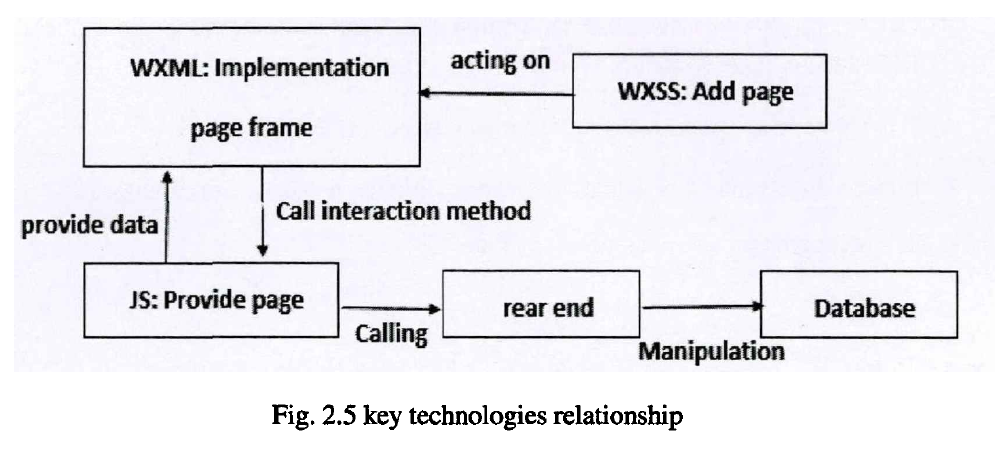 WXML: Implementation
page frame
acting on
WXSS: Add page
provide data
Call interaction method
JS: Provide page
Calling
rear end
Manipulation
Database
Fig. 2.5 key technologies relationship